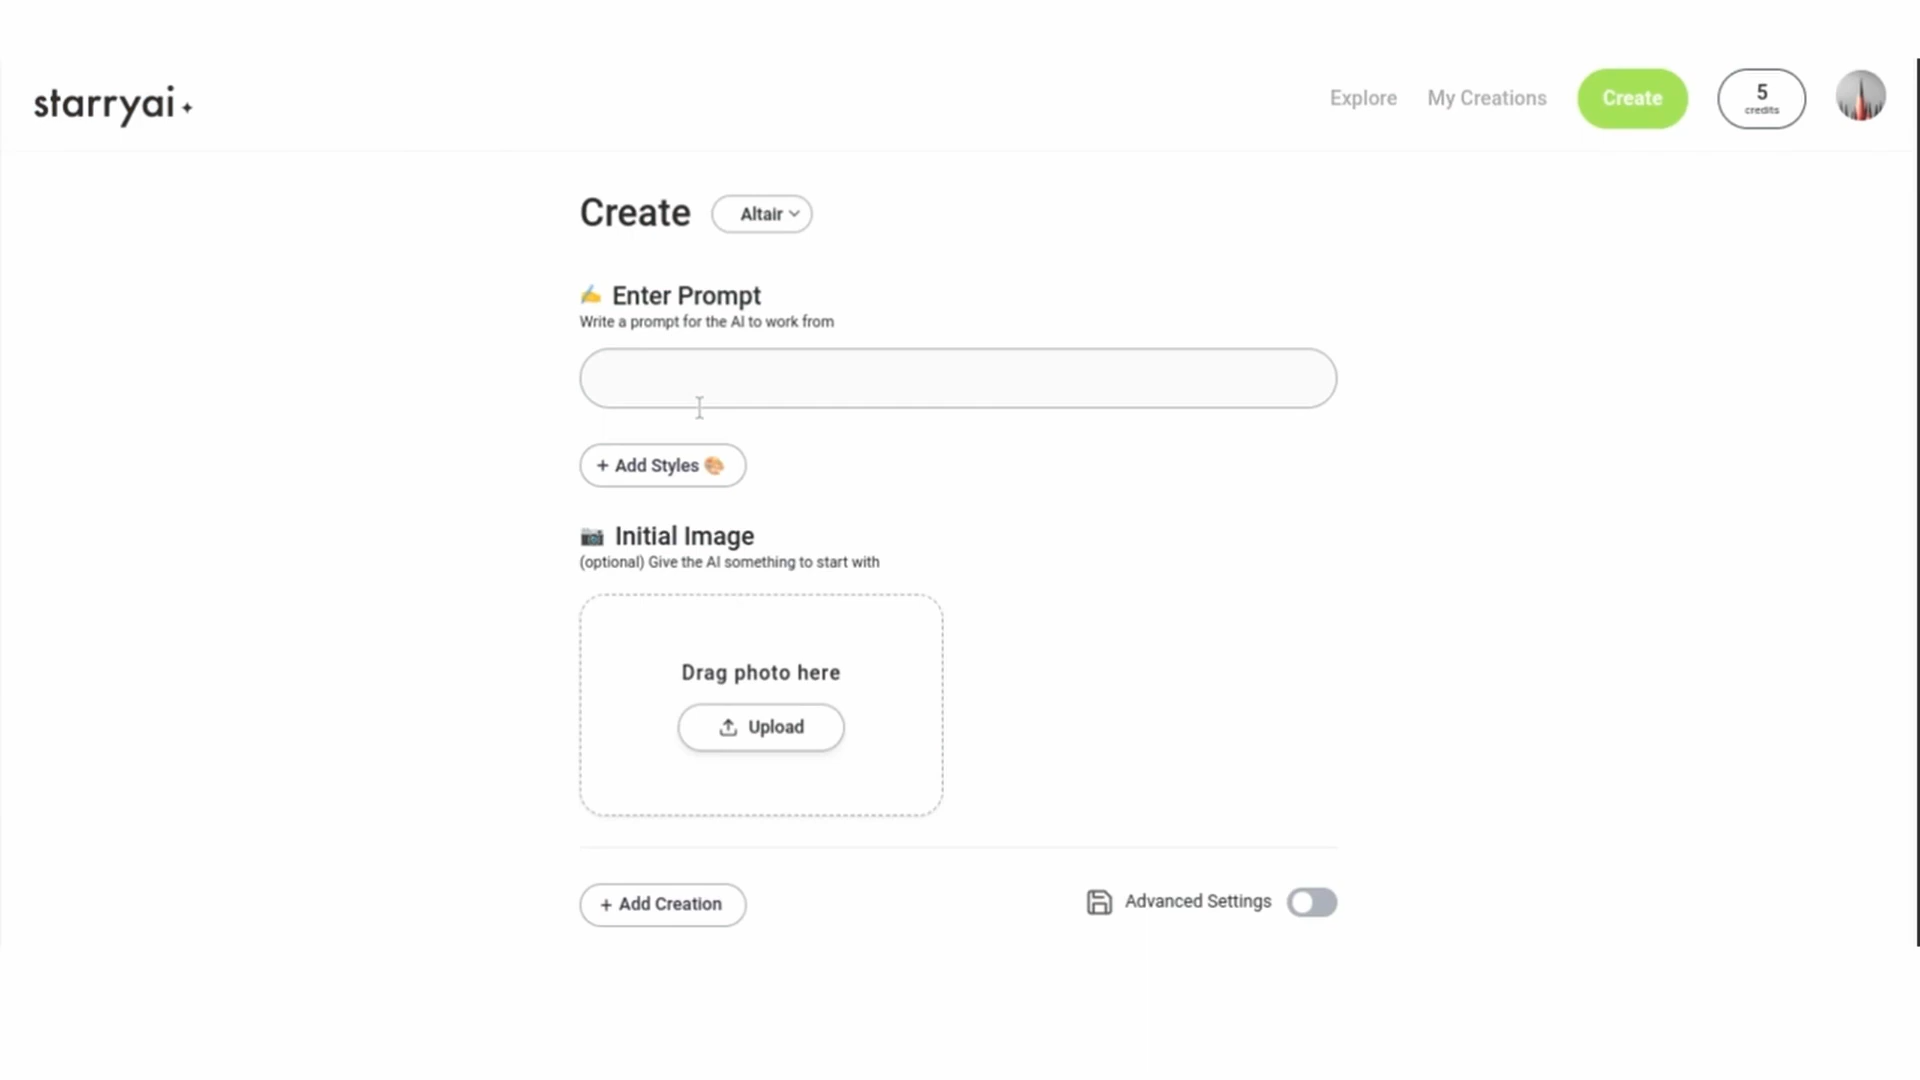 starryai
Explore My Creations Create 5 credits
Create Altair
Enter Prompt
Write a prompt for the AI to work from
+ Add Styles
Initial Image
(optional) Give the AI something to start with
Drag photo here
Upload
+ Add Creation Advanced Settings